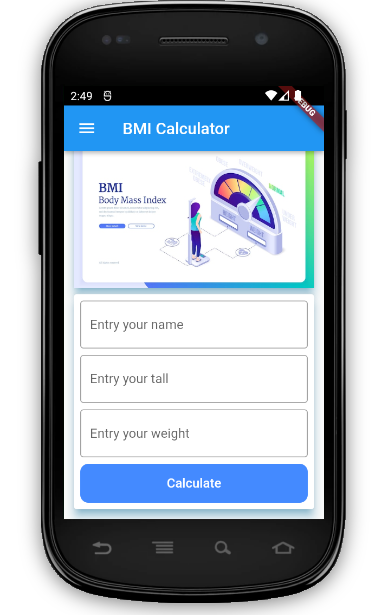 2:49
DEBUG
BMI Calculator
BMI
Body Mass Index
Entry your name
Entry your tall
Entry your weight
Calculate